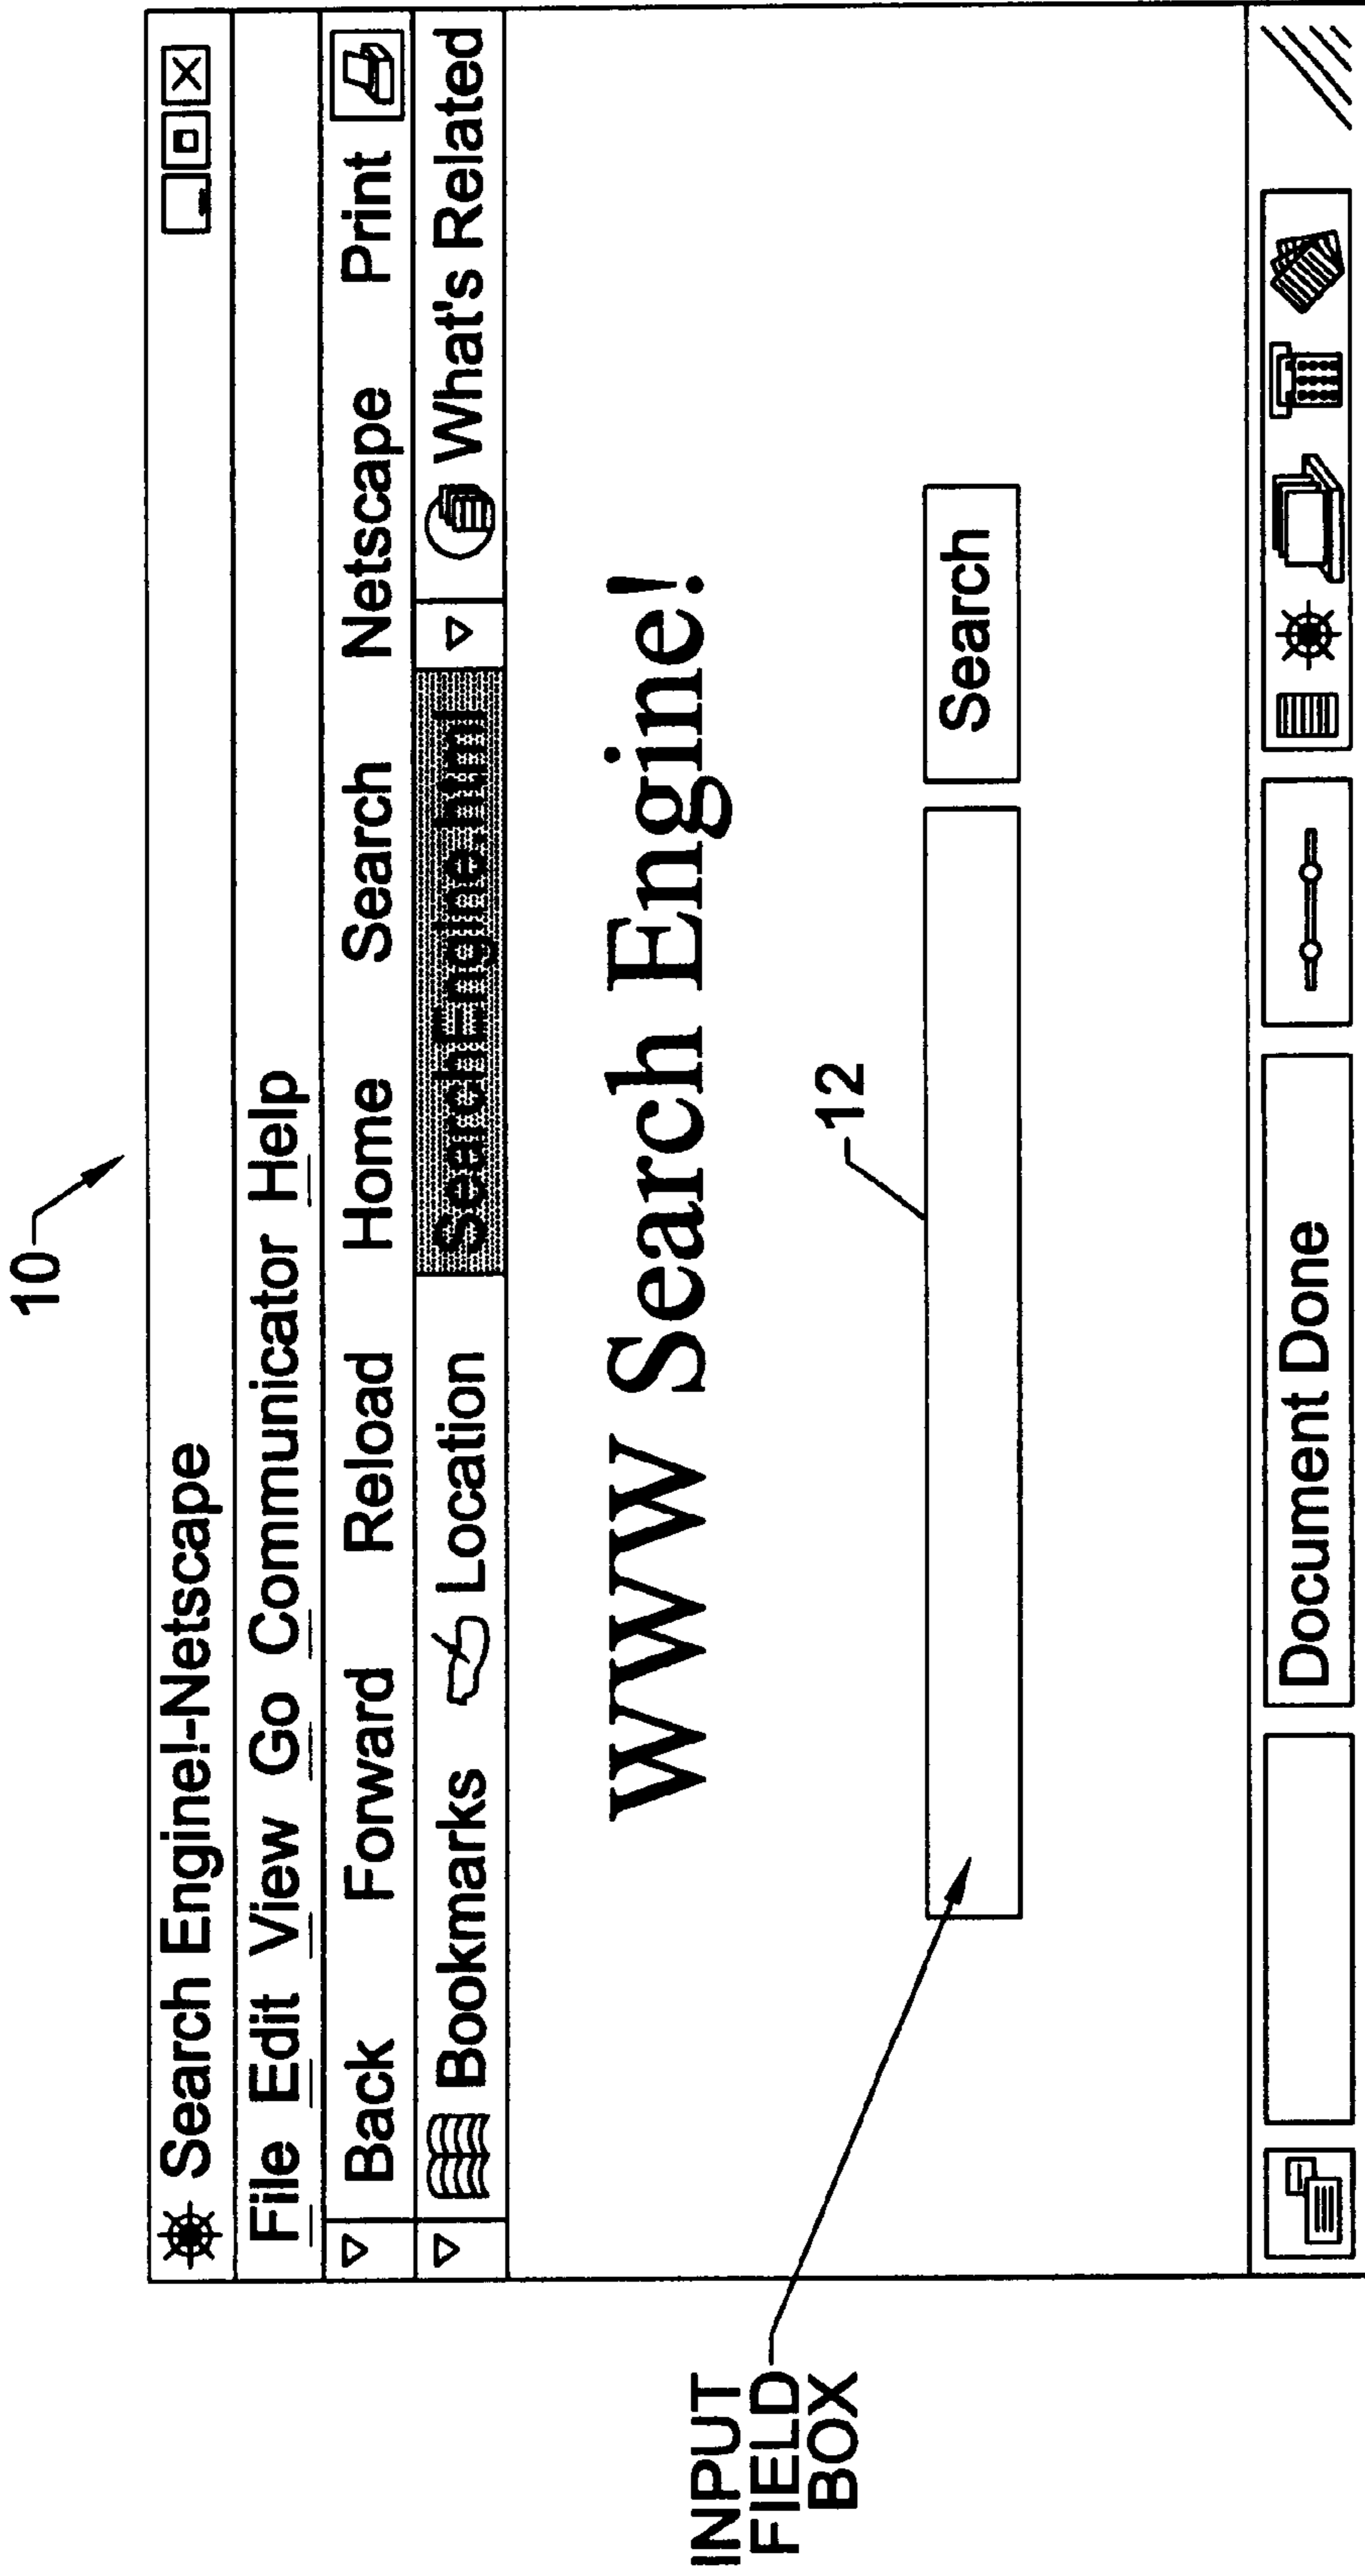 10
Search Engine!-Netscape
File Edit View Go Communicator Help
Back Forward Reload Home Search Netscape Print
Bookmarks Location SearchEngine.html What's Related
WWW Search Engine!
12
Search
INPUT
FIELD
BOX
Document Done